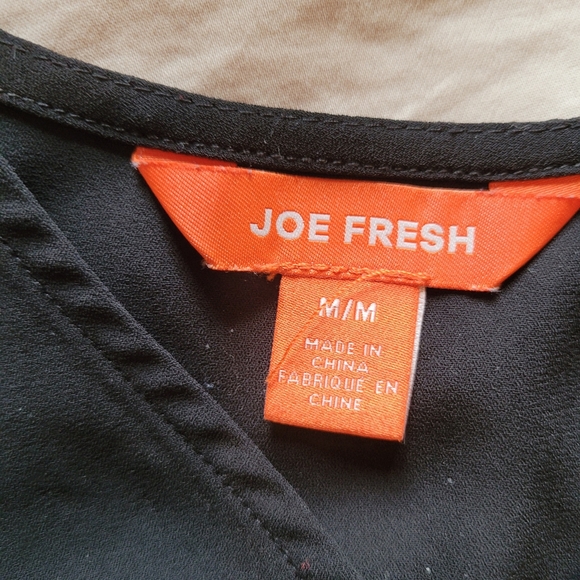 JOE FRESH
M/M
MADE IN
CHINA
FABRIQUE EN
CHINE